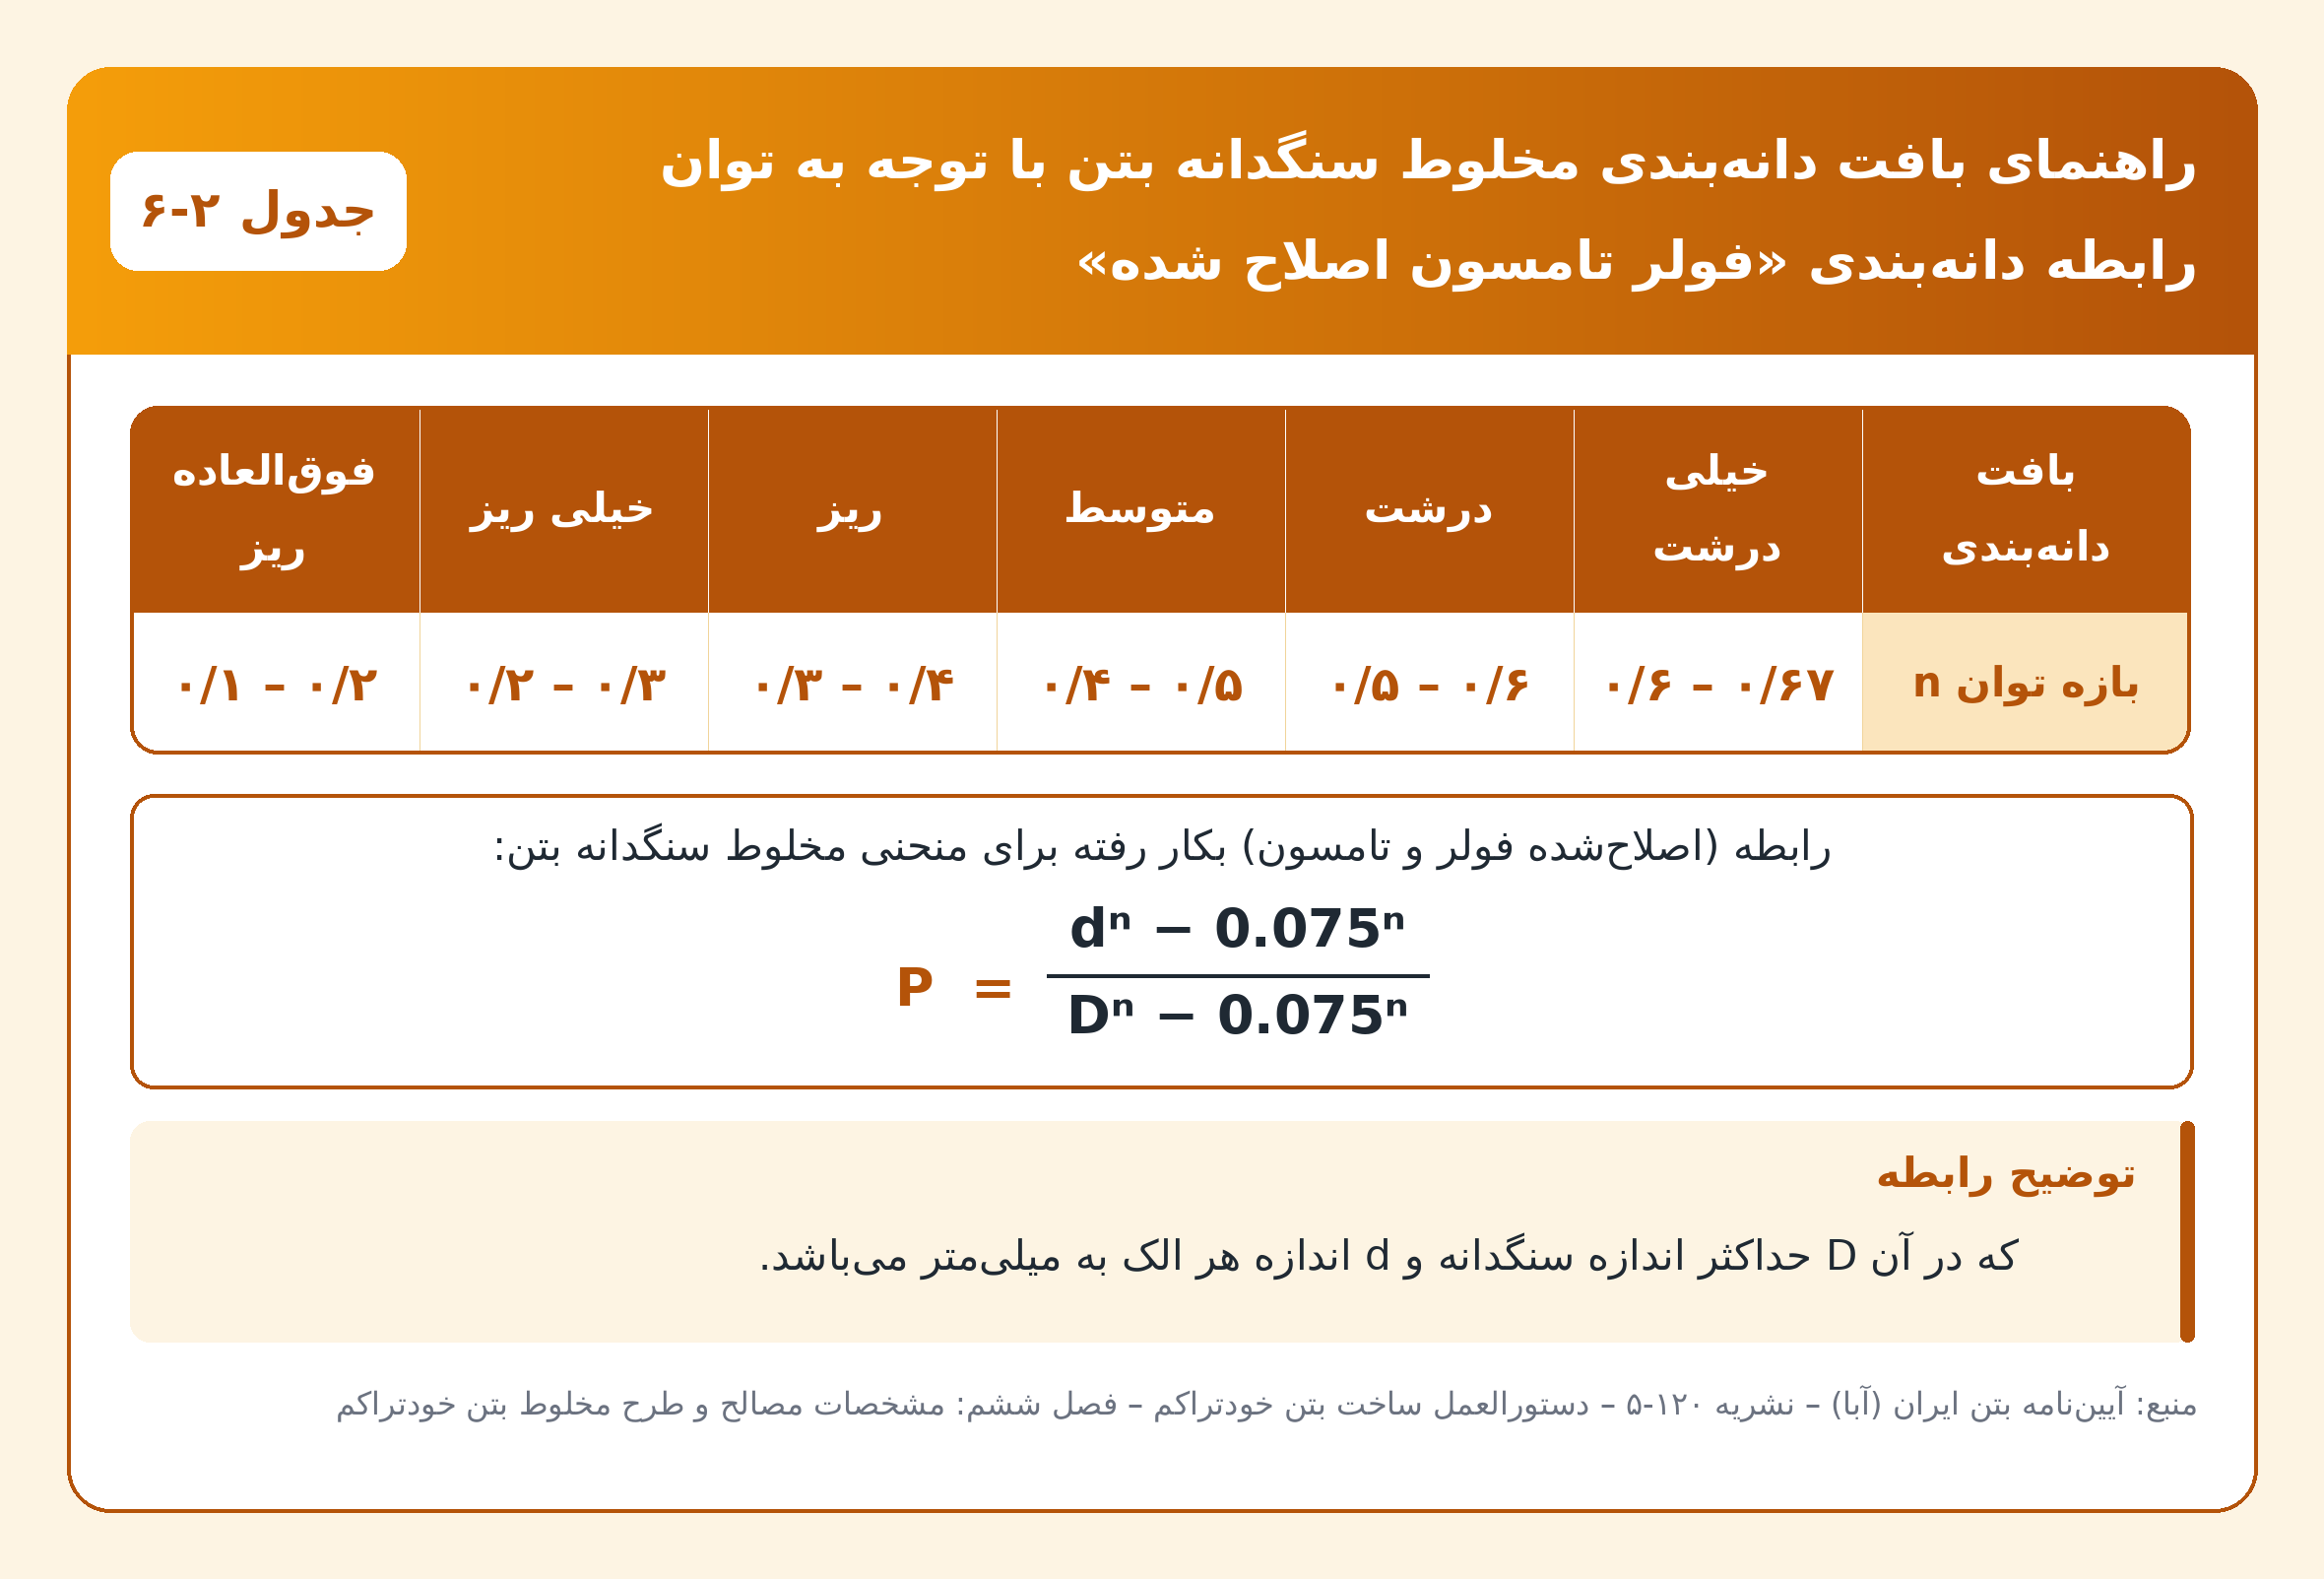 راهنمای بافت دانه‌بندی مخلوط سنگدانه بتن با توجه به توان
رابطه دانه‌بندی «فولر تامسون اصلاح شده»
جدول ۲-۶
بافت
دانه‌بندی
خیلی
درشت
درشت
متوسط
ریز
خیلی ریز
فوق‌العاده
ریز
بازه توان n
۰/۶ – ۰/۶۷
۰/۵ – ۰/۶
۰/۴ – ۰/۵
۰/۳ – ۰/۴
۰/۲ – ۰/۳
۰/۱ – ۰/۲
رابطه (اصلاح‌شده فولر و تامسون) بکار رفته برای منحنی مخلوط سنگدانه بتن:
dⁿ − 0.075ⁿ
P =
Dⁿ − 0.075ⁿ
توضیح رابطه
که در آن D حداکثر اندازه سنگدانه و d اندازه هر الک به میلی‌متر می‌باشد.
منبع: آیین‌نامه بتن ایران (آبا) – نشریه ۱۲۰-۵ – دستورالعمل ساخت بتن خودتراکم – فصل ششم: مشخصات مصالح و طرح مخلوط بتن خودتراکم